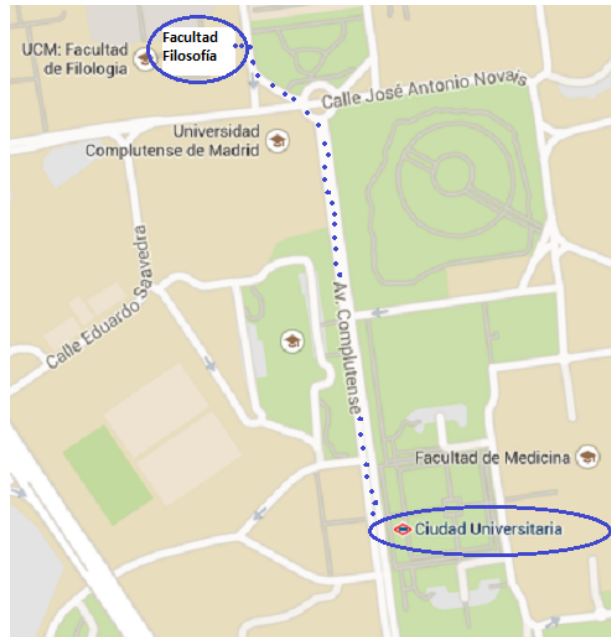 Facultad
Filosofía
UCM: Facultad
de Filologia
Calle José Antonio Novais
Universidad
Complutense de Madrid
Calle Eduardo Saavedra
Av. Complutense
Facultad de Medicina
Ciudad Universitaria